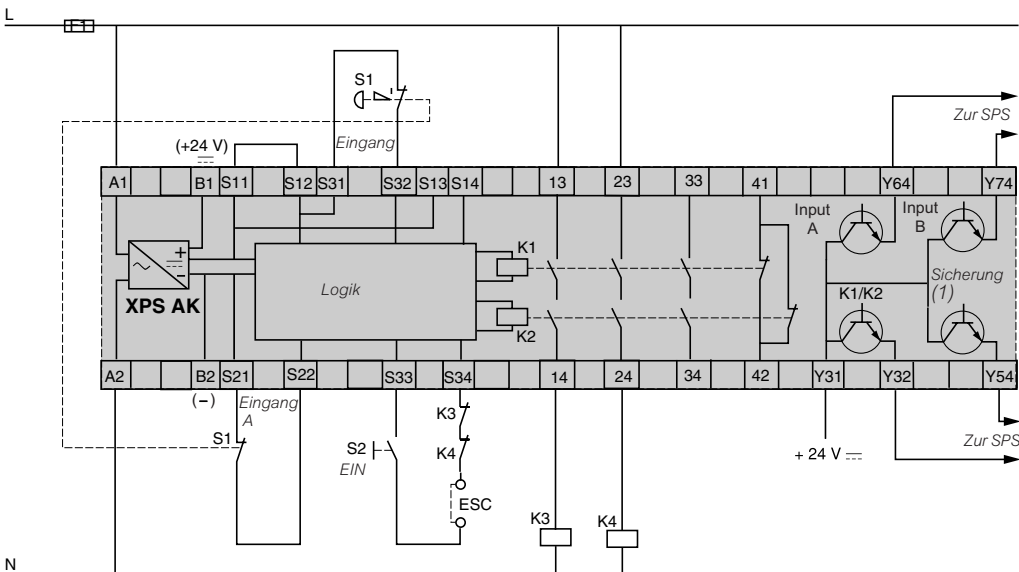 L
F1
S1
Zur SPS
(+24 V)
Eingang
A1 B1 S11 S12 S31 S32 S13 S14 13 23 33 41 Y64 Y74
Input A
Input B
K1
Logik
Sicherung (1)
XPS AK
K1/K2
K2
A2 B2 S21 S22 S33 S34 14 24 34 42 Y31 Y32 Y54
(–)
Eingang A
K3
S1
S2
K4
Zur SPS
EIN
+ 24 V
ESC
K3
K4
N